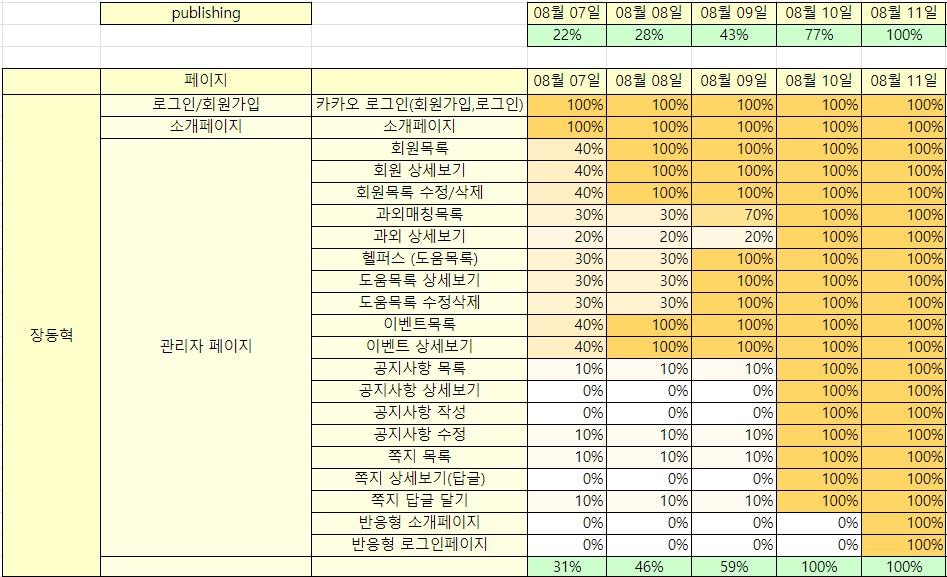 publishing 08월 07일 08월 08일 08월 09일 08월 10일 08월 11일
22% 28% 43% 77% 100%
페이지 08월 07일 08월 08일 08월 09일 08월 10일 08월 11일
로그인/회원가입 카카오 로그인(회원가입,로그인) 100% 100% 100% 100% 100%
소개페이지 소개페이지 100% 100% 100% 100% 100%
회원목록 40% 100% 100% 100% 100%
회원 상세보기 40% 100% 100% 100% 100%
회원목록 수정/삭제 40% 100% 100% 100% 100%
과외매칭목록 30% 30% 70% 100% 100%
과외 상세보기 20% 20% 20% 100% 100%
헬퍼스 (도움목록) 30% 30% 100% 100% 100%
도움목록 상세보기 30% 30% 100% 100% 100%
도움목록 수정삭제 30% 30% 100% 100% 100%
이벤트목록 40% 100% 100% 100% 100%
장동혁 관리자 페이지 이벤트 상세보기 40% 100% 100% 100% 100%
공지사항 목록 10% 10% 10% 100% 100%
공지사항 상세보기 0% 0% 0% 100% 100%
공지사항 작성 0% 0% 0% 100% 100%
공지사항 수정 10% 10% 10% 100% 100%
쪽지 목록 10% 10% 10% 100% 100%
쪽지 상세보기(답글) 0% 0% 0% 100% 100%
쪽지 답글 달기 10% 10% 10% 100% 100%
반응형 소개페이지 0% 0% 0% 0% 100%
반응형 로그인페이지 0% 0% 0% 0% 100%
31% 46% 59% 100% 100%